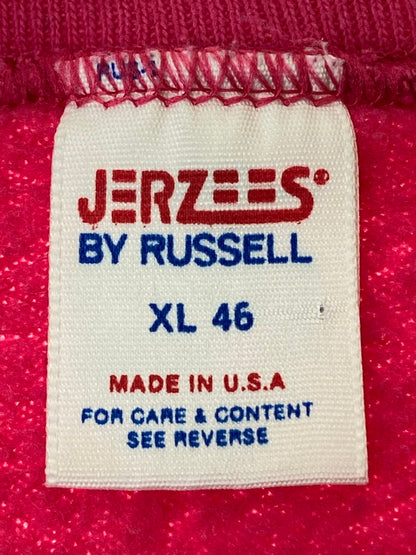 JERZEES®
BY RUSSELL
XL 46
MADE IN U.S.A
FOR CARE & CONTENT
SEE REVERSE